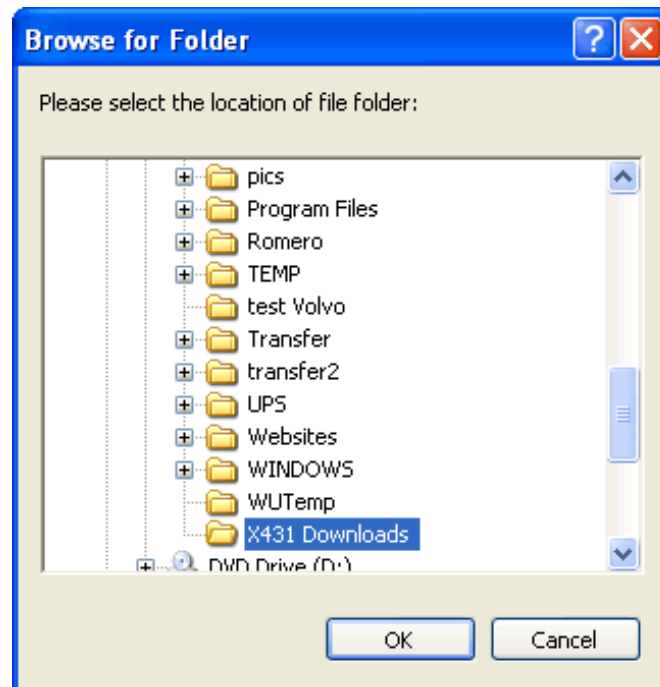 Browse for Folder
Please select the location of file folder:
pics
Program Files
Romero
TEMP
test Volvo
Transfer
transfer2
UPS
Websites
WINDOWS
WUTemp
X431 Downloads
DVD Drive (D:)
OK Cancel